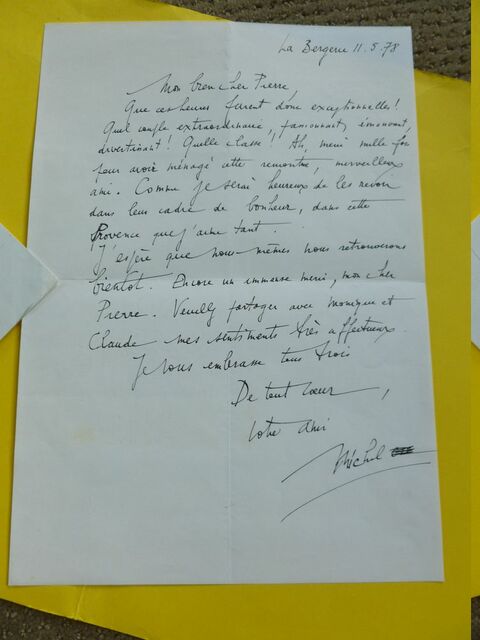 La Bergerie 11.5.78
Mon bien cher Pierre,
Que ces heures furent donc exceptionnelles !
Quel couple extraordinaire, passionnant, émouvant,
divertissant ! Quelle classe ! Ah, merci mille fois
pour avoir ménagé cette rencontre, merveilleux
ami. Comme je serai heureux de les revoir
dans leur cadre de bonheur, dans cette
Provence que j'aime tant.
J'espère que nous-mêmes nous retrouverons
bientôt. Encore un immense merci, mon cher
Pierre. Veuillez partager avec Monique et
Claude mes sentiments très affectueux.
Je vous embrasse tous trois
De tout cœur,
votre ami
Michel